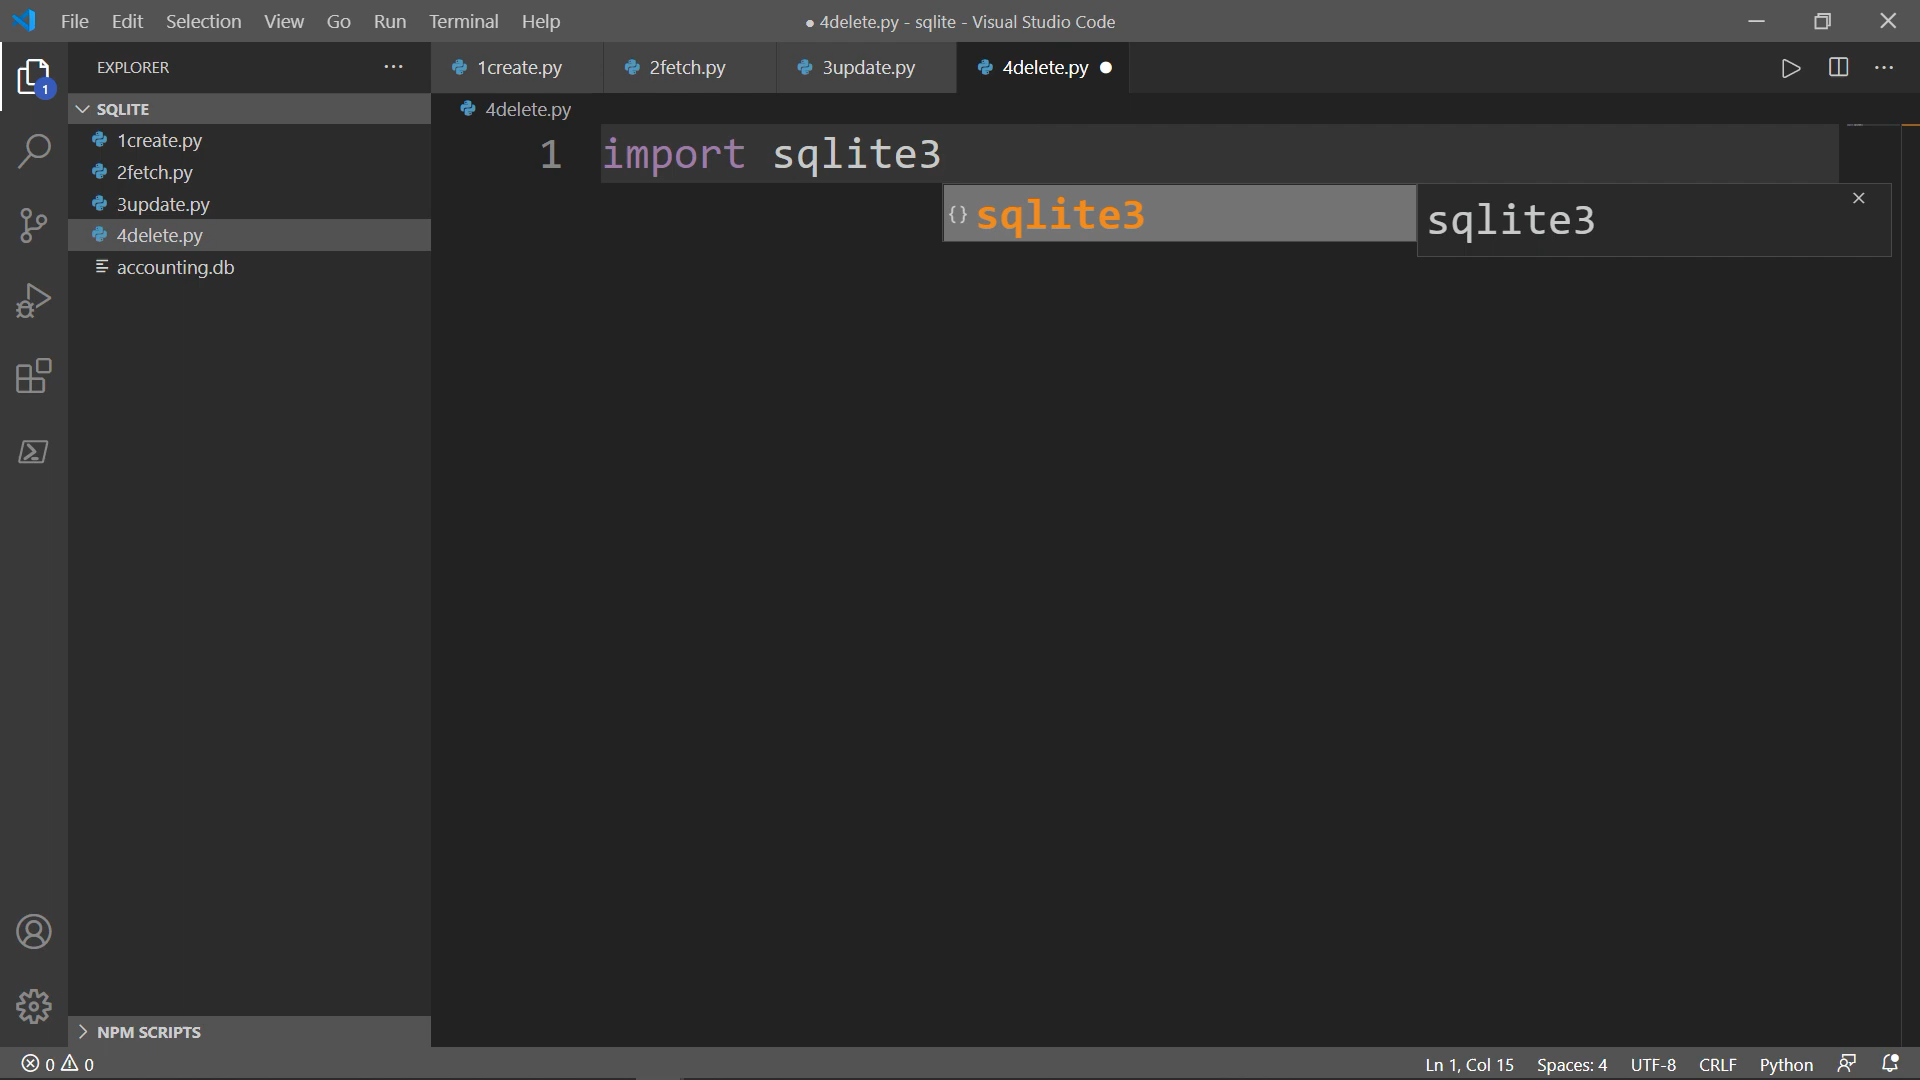 File Edit Selection View Go Run Terminal Help
● 4delete.py - sqlite - Visual Studio Code
EXPLORER
1create.py
2fetch.py
3update.py
4delete.py
1
SQLITE
1create.py
2fetch.py
3update.py
4delete.py
accounting.db
4delete.py
1 import sqlite3
{} sqlite3
sqlite3
NPM SCRIPTS
0 0
Ln 1, Col 15 Spaces: 4 UTF-8 CRLF Python